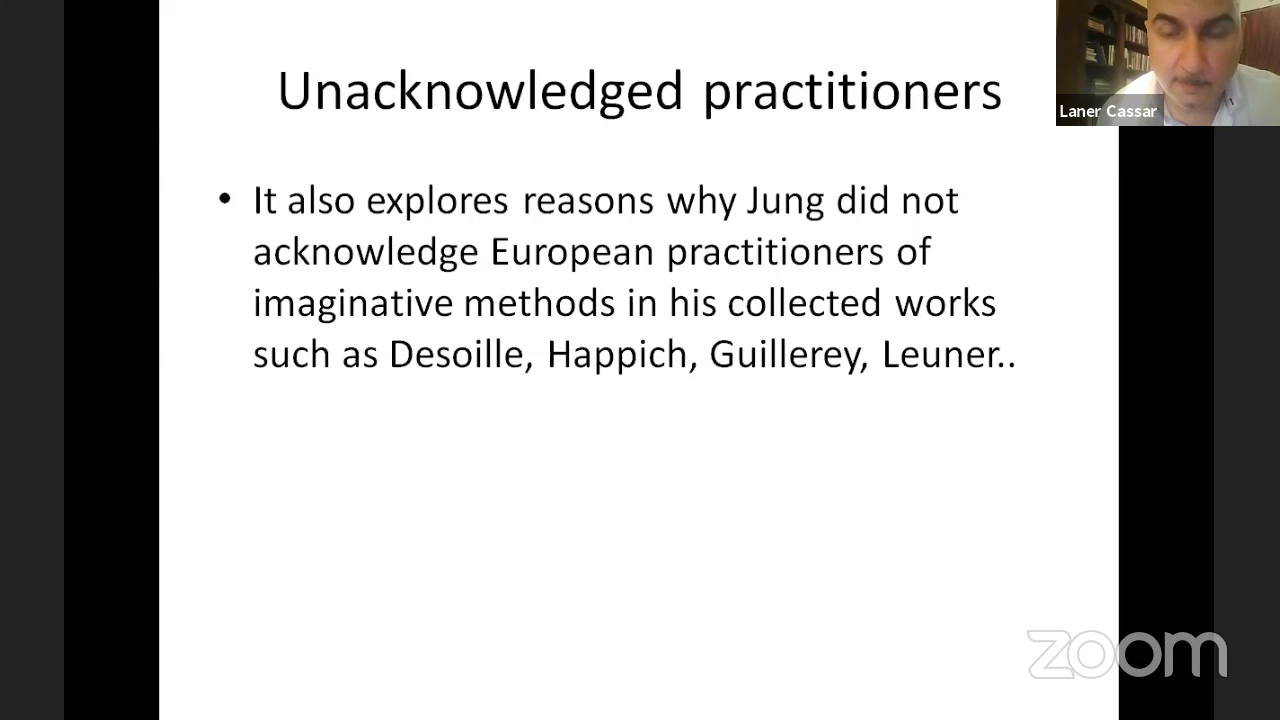 Unacknowledged practitioners
Laner Cassar
• It also explores reasons why Jung did not
acknowledge European practitioners of
imaginative methods in his collected works
such as Desoille, Happich, Guillerey, Leuner..
zoom